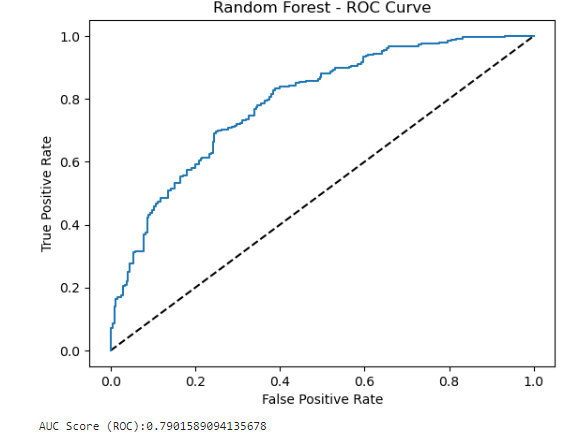 Random Forest - ROC Curve
1.0
0.8
0.6
0.4
0.2
0.0
True Positive Rate
0.0 0.2 0.4 0.6 0.8 1.0
False Positive Rate
AUC Score (ROC):0.7901589094135678